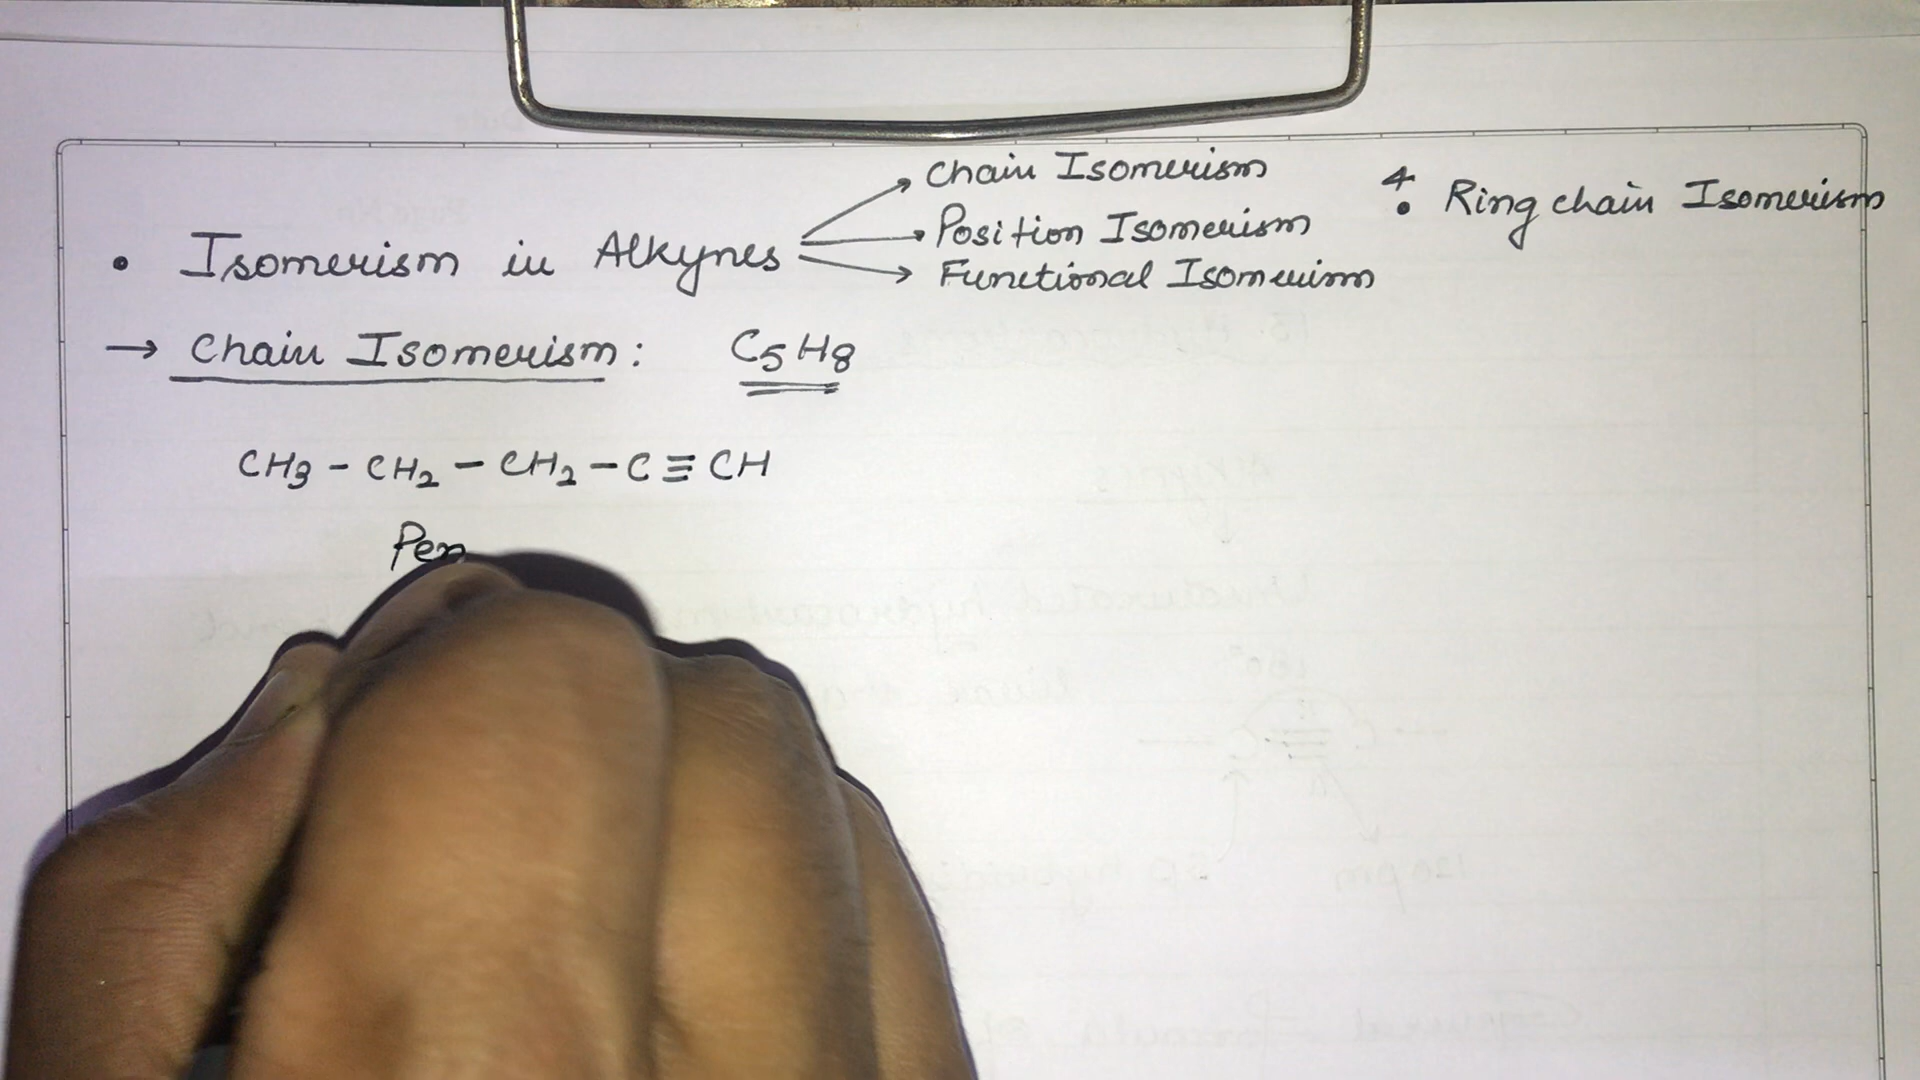 Chain Isomerism
• Isomerism in Alkynes
Position Isomerism
Functional Isomerism
4
• Ring chain Isomerism
→ Chain Isomerism: C5H8
CH3 - CH2 - CH2 - C ≡ CH
Pen